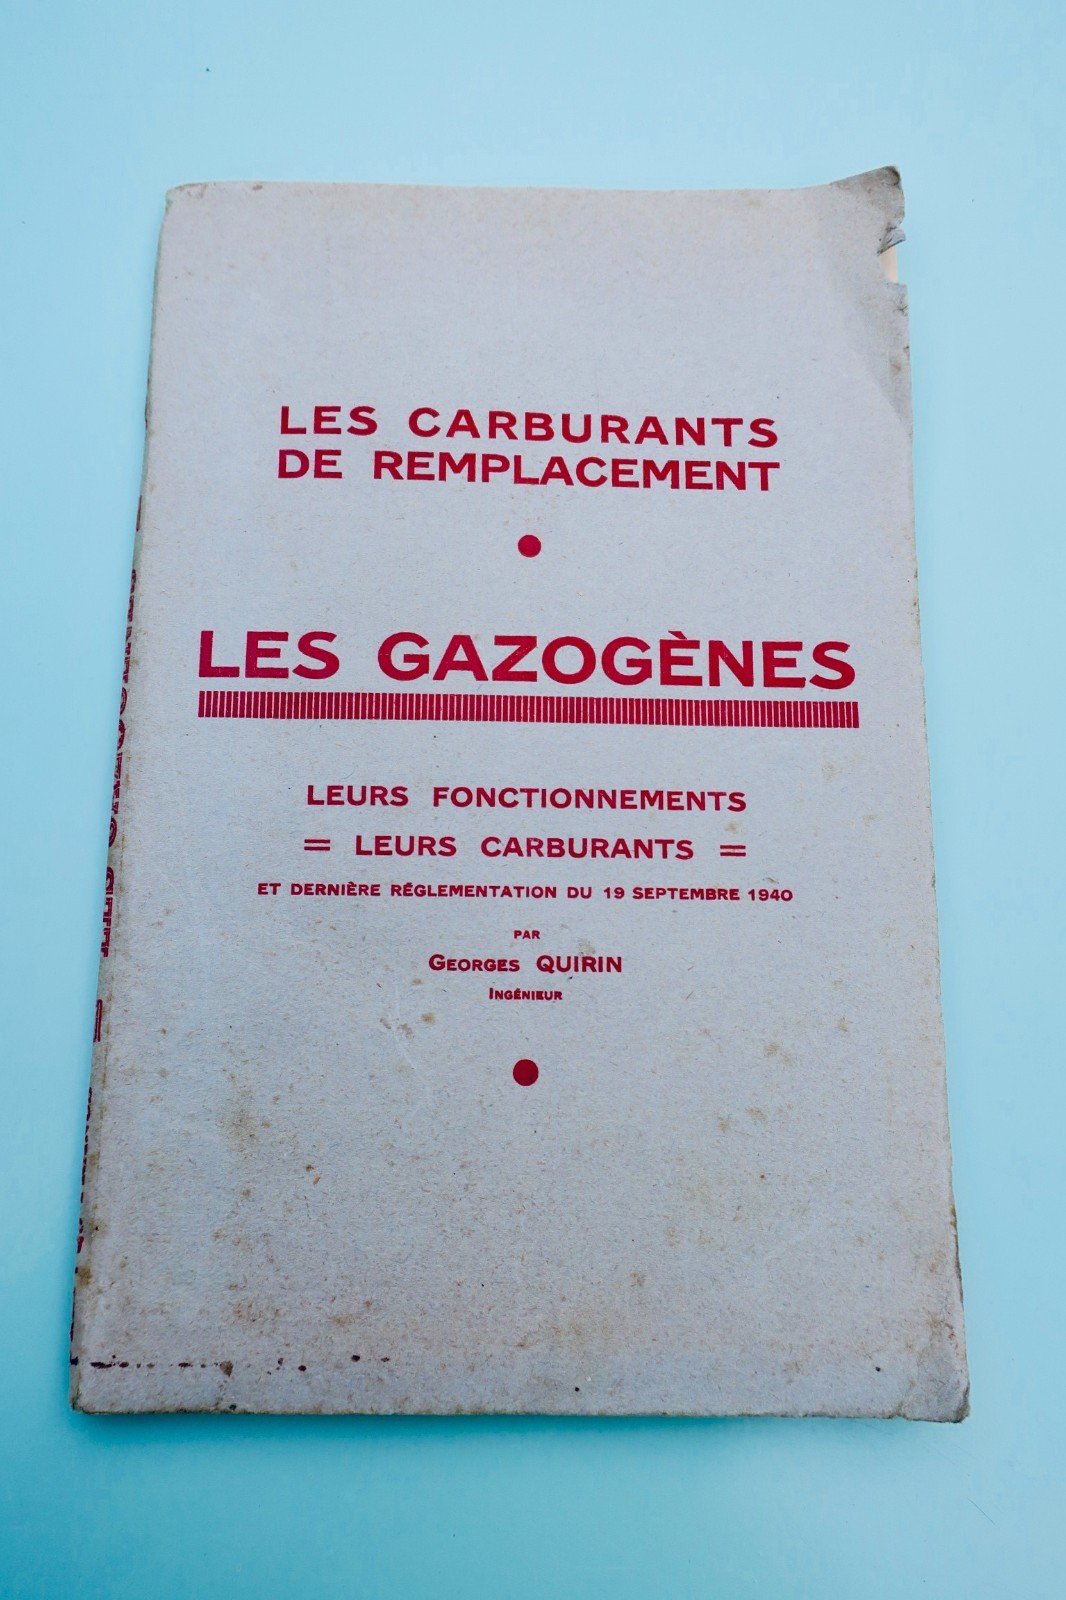 LES CARBURANTS
DE REMPLACEMENT
LES GAZOGÈNES
LEURS FONCTIONNEMENTS
= LEURS CARBURANTS =
ET DERNIÈRE RÉGLEMENTATION DU 19 SEPTEMBRE 1940
PAR
GEORGES QUIRIN
INGÉNIEUR